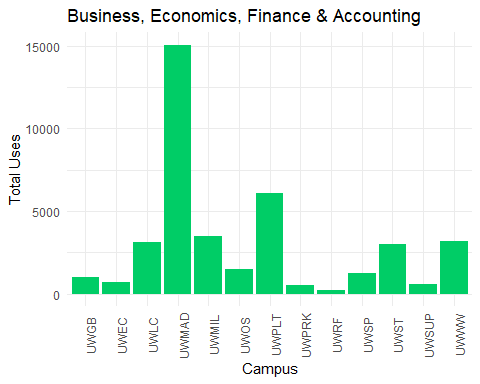 Business, Economics, Finance & Accounting
Total Uses
15000
10000
5000
0
UWGB
UWEC
UWLC
UWMAD
UWMIL
UWOS
UWPLT
UWPRK
UWRF
UWSP
UWST
UWSUP
UWWW
Campus